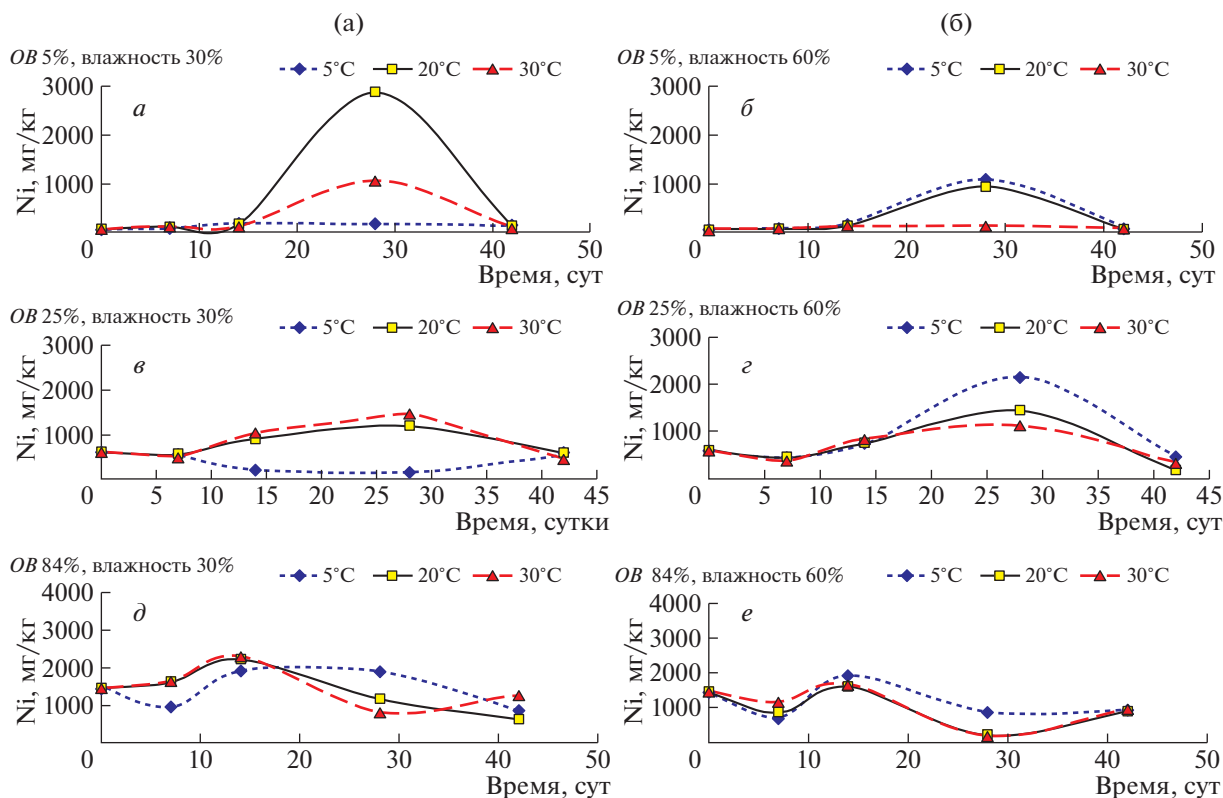 (а)
(б)
ОВ 5%, влажность 30%
5°C 20°C 30°C
а
Ni, мг/кг
3000
2000
1000
0 10 20 30 40 50
Время, сут
ОВ 5%, влажность 60%
5°C 20°C 30°C
б
Ni, мг/кг
3000
2000
1000
0 10 20 30 40 50
Время, сут
ОВ 25%, влажность 30%
5°C 20°C 30°C
в
Ni, мг/кг
3000
2000
1000
0 5 10 15 20 25 30 35 40 45
Время, сутки
ОВ 25%, влажность 60%
5°C 20°C 30°C
г
Ni, мг/кг
3000
2000
1000
0 5 10 15 20 25 30 35 40 45
Время, сут
ОВ 84%, влажность 30%
5°C 20°C 30°C
д
Ni, мг/кг
4000
3000
2000
1000
0 10 20 30 40 50
Время, сут
ОВ 84%, влажность 60%
5°C 20°C 30°C
е
Ni, мг/кг
4000
3000
2000
1000
0 10 20 30 40 50
Время, сут